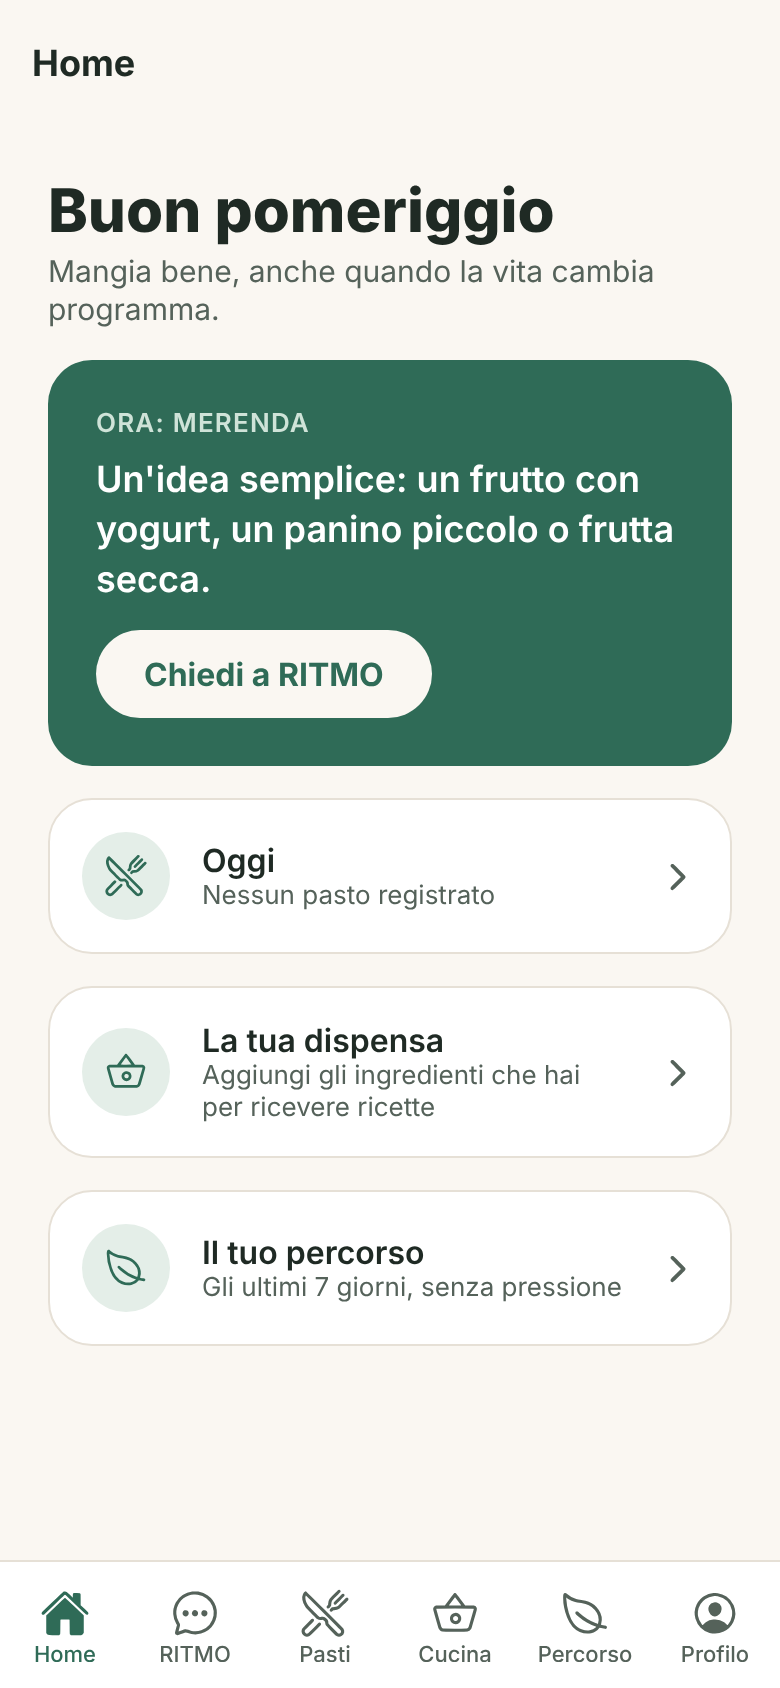 Home
Buon pomeriggio
Mangia bene, anche quando la vita cambia
programma.
ORA: MERENDA
Un'idea semplice: un frutto con
yogurt, un panino piccolo o frutta
secca.
Chiedi a RITMO
Oggi
Nessun pasto registrato
La tua dispensa
Aggiungi gli ingredienti che hai
per ricevere ricette
Il tuo percorso
Gli ultimi 7 giorni, senza pressione
Home
RITMO
Pasti
Cucina
Percorso
Profilo